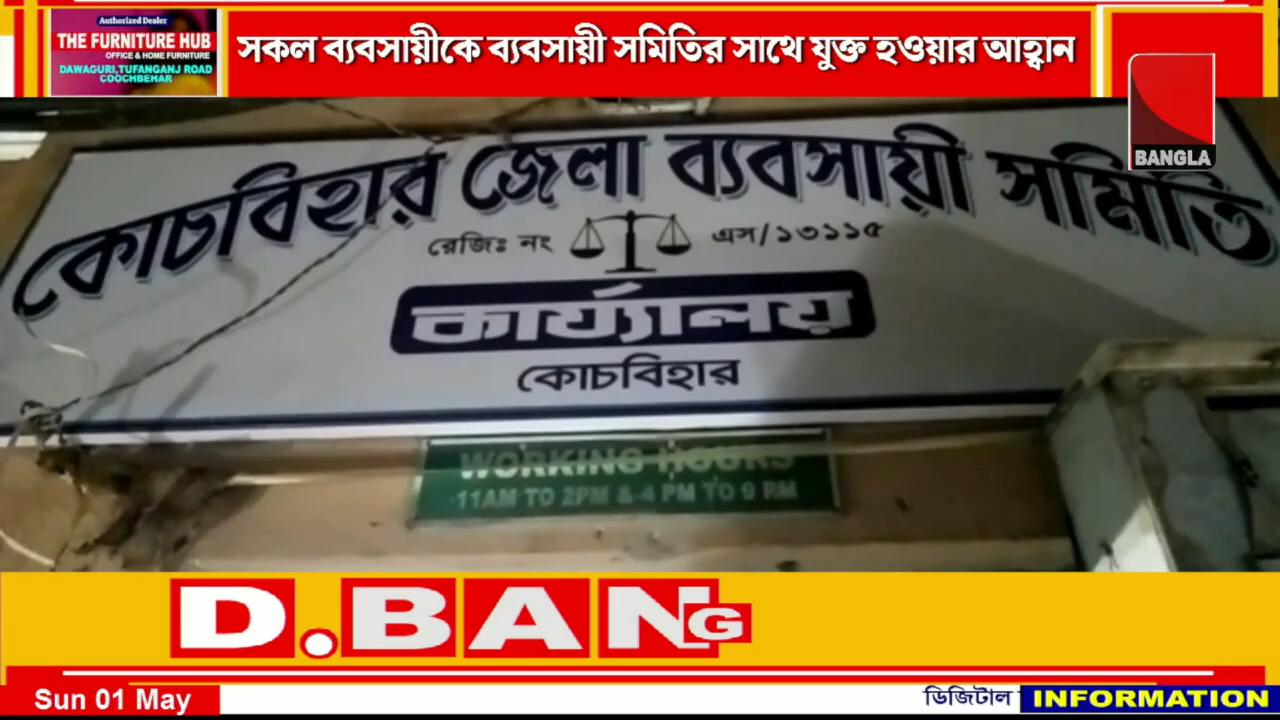 Authorized Dealer
THE FURNITURE HUB
OFFICE & HOME FURNITURE
DAWAGURI,TUFANGANJ ROAD
COOCHBEHAR
সকল ব্যবসায়ীকে ব্যবসায়ী সমিতির সাথে যুক্ত হওয়ার আহ্বান
BANGLA
কোচবিহার জেলা ব্যবসায়ী সমিতি
রেজিঃ নং এস/১৩১১৫
কার্য্যালয়
কোচবিহার
WORKING HOURS
11AM TO 2PM & 4 PM TO 9 PM
D.BANG
Sun 01 May
ডিজিটাল
INFORMATION